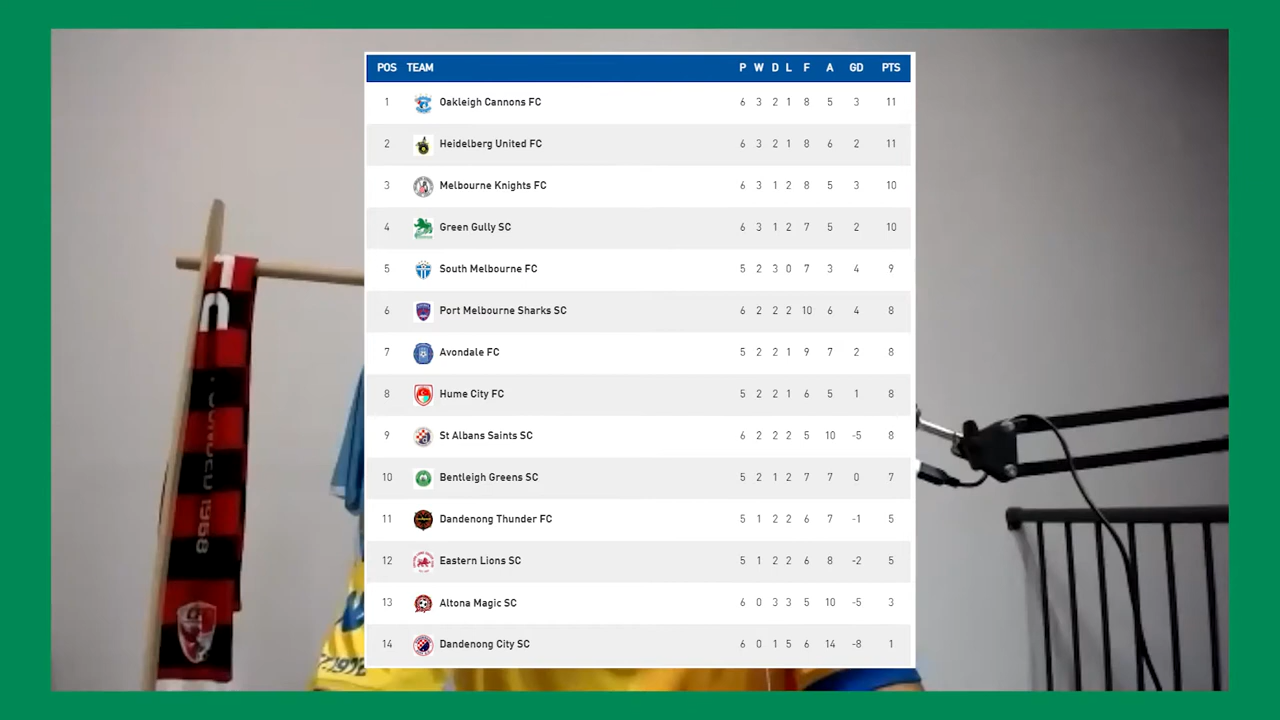 POS TEAM P W D L F A GD PTS
1 Oakleigh Cannons FC 6 3 2 1 8 5 3 11
2 Heidelberg United FC 6 3 2 1 8 6 2 11
3 Melbourne Knights FC 6 3 1 2 8 5 3 10
4 Green Gully SC 6 3 1 2 7 5 2 10
5 South Melbourne FC 5 2 3 0 7 3 4 9
6 Port Melbourne Sharks SC 6 2 2 2 10 6 4 8
7 Avondale FC 5 2 2 1 9 7 2 8
8 Hume City FC 5 2 2 1 6 5 1 8
9 St Albans Saints SC 6 2 2 2 5 10 -5 8
10 Bentleigh Greens SC 5 2 1 2 7 7 0 7
11 Dandenong Thunder FC 5 1 2 2 6 7 -1 5
12 Eastern Lions SC 5 1 2 2 6 8 -2 5
13 Altona Magic SC 6 0 3 3 5 10 -5 3
14 Dandenong City SC 6 0 1 5 6 14 -8 1